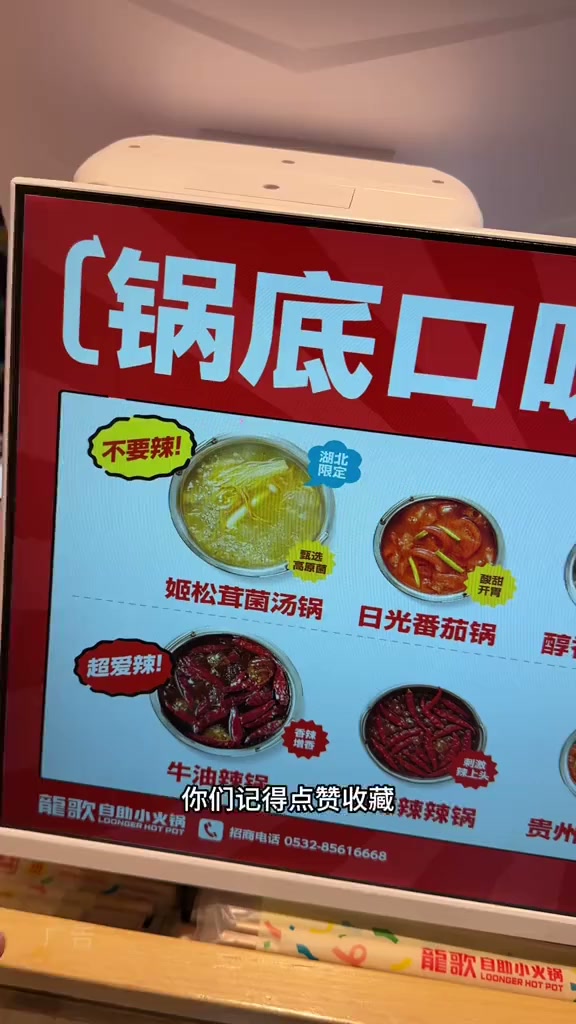 锅底口味
不要辣!
湖北
限定
甄选
高原菌
姬松茸菌汤锅
酸甜
开胃
日光番茄锅
醇香
超爱辣!
香辣
增香
牛油辣锅
刺激
辣上头
辣辣锅
贵州
你们记得点赞收藏
龍歌 自助小火锅
LOONGER HOT POT
招商电话 0532-85616668
广告
龍歌 自助小火锅
LOONGER HOT POT